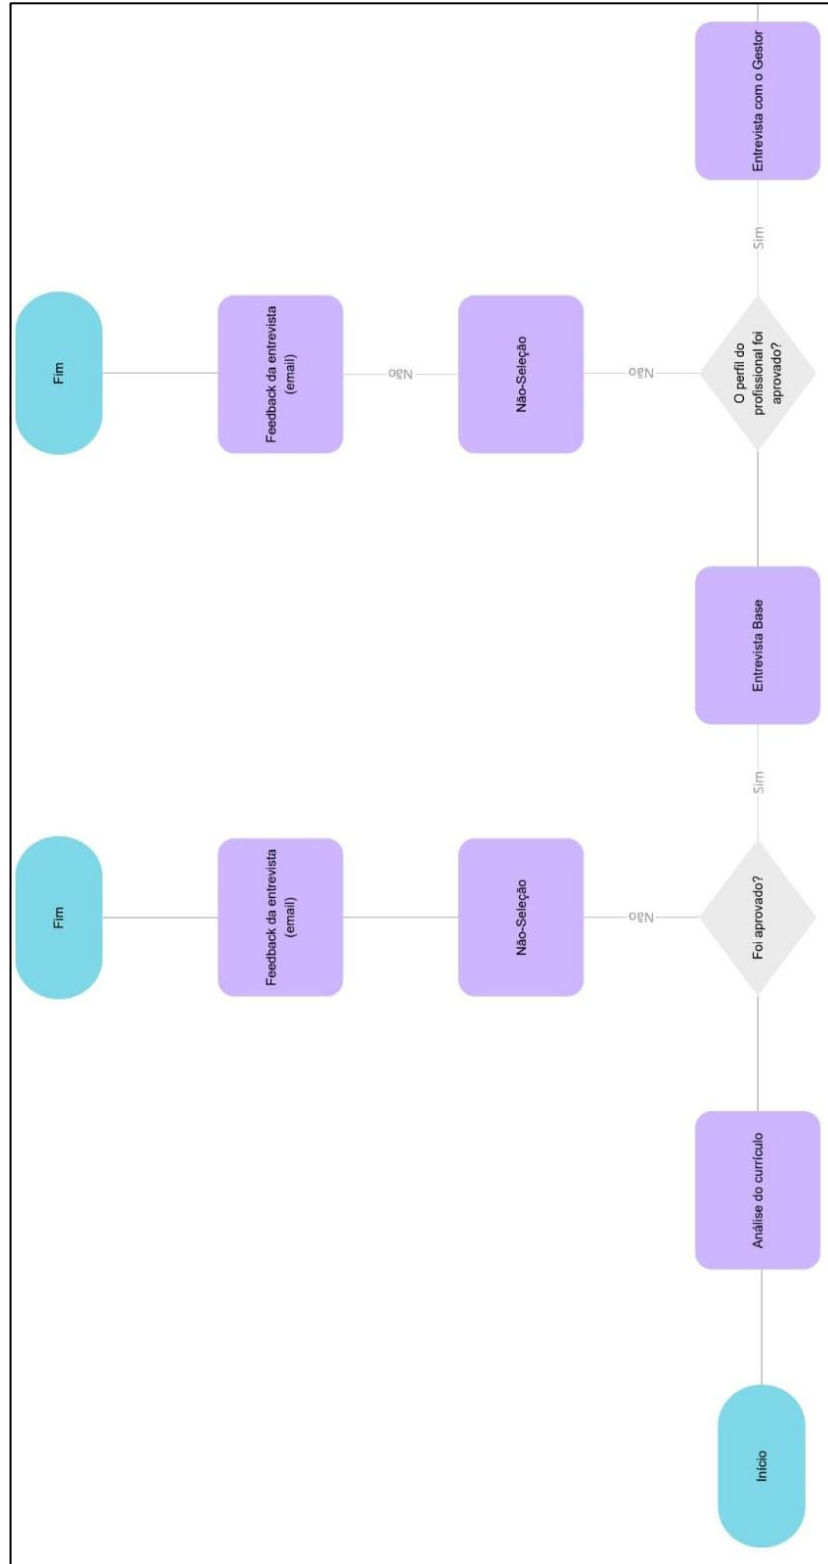 Fim
Fim
Feedback da entrevista
(email)
Feedback da entrevista
(email)
Não
Não-Seleção
Não-Seleção
Não
Não
Início
Análise do currículo
Foi aprovado?
Sim
Entrevista Base
O perfil do
profissional foi
aprovado?
Sim
Entrevista com o Gestor